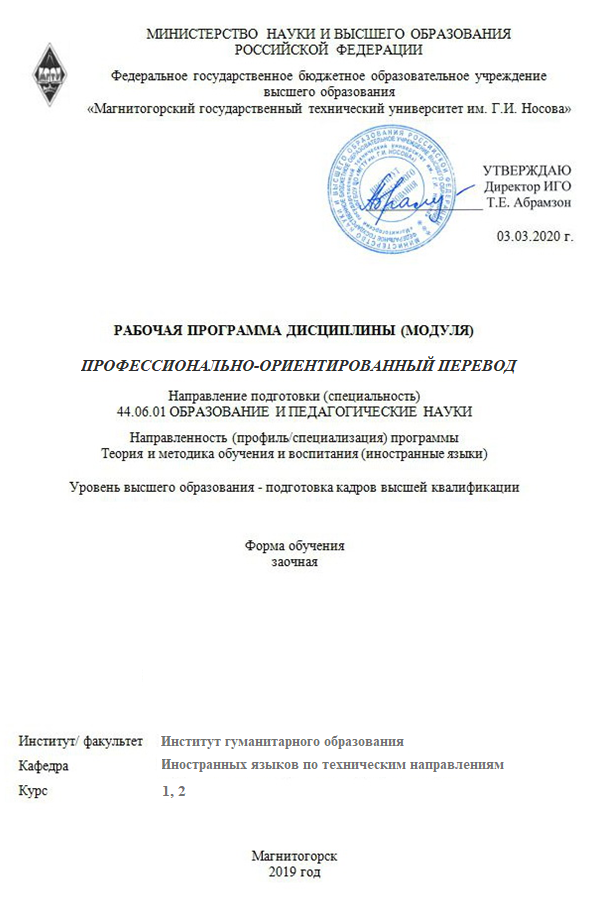 МИНИСТЕРСТВО НАУКИ И ВЫСШЕГО ОБРАЗОВАНИЯ
РОССИЙСКОЙ ФЕДЕРАЦИИ
Федеральное государственное бюджетное образовательное учреждение
высшего образования
«Магнитогорский государственный технический университет им. Г.И. Носова»
УТВЕРЖДАЮ
Директор ИГО
Т.Е. Абрамзон
03.03.2020 г.
РАБОЧАЯ ПРОГРАММА ДИСЦИПЛИНЫ (МОДУЛЯ)
ПРОФЕССИОНАЛЬНО-ОРИЕНТИРОВАННЫЙ ПЕРЕВОД
Направление подготовки (специальность)
44.06.01 ОБРАЗОВАНИЕ И ПЕДАГОГИЧЕСКИЕ НАУКИ
Направленность (профиль/специализация) программы
Теория и методика обучения и воспитания (иностранные языки)
Уровень высшего образования - подготовка кадров высшей квалификации
Форма обучения
заочная
Институт/ факультет Институт гуманитарного образования
Кафедра Иностранных языков по техническим направлениям
Курс 1, 2
Магнитогорск
2019 год